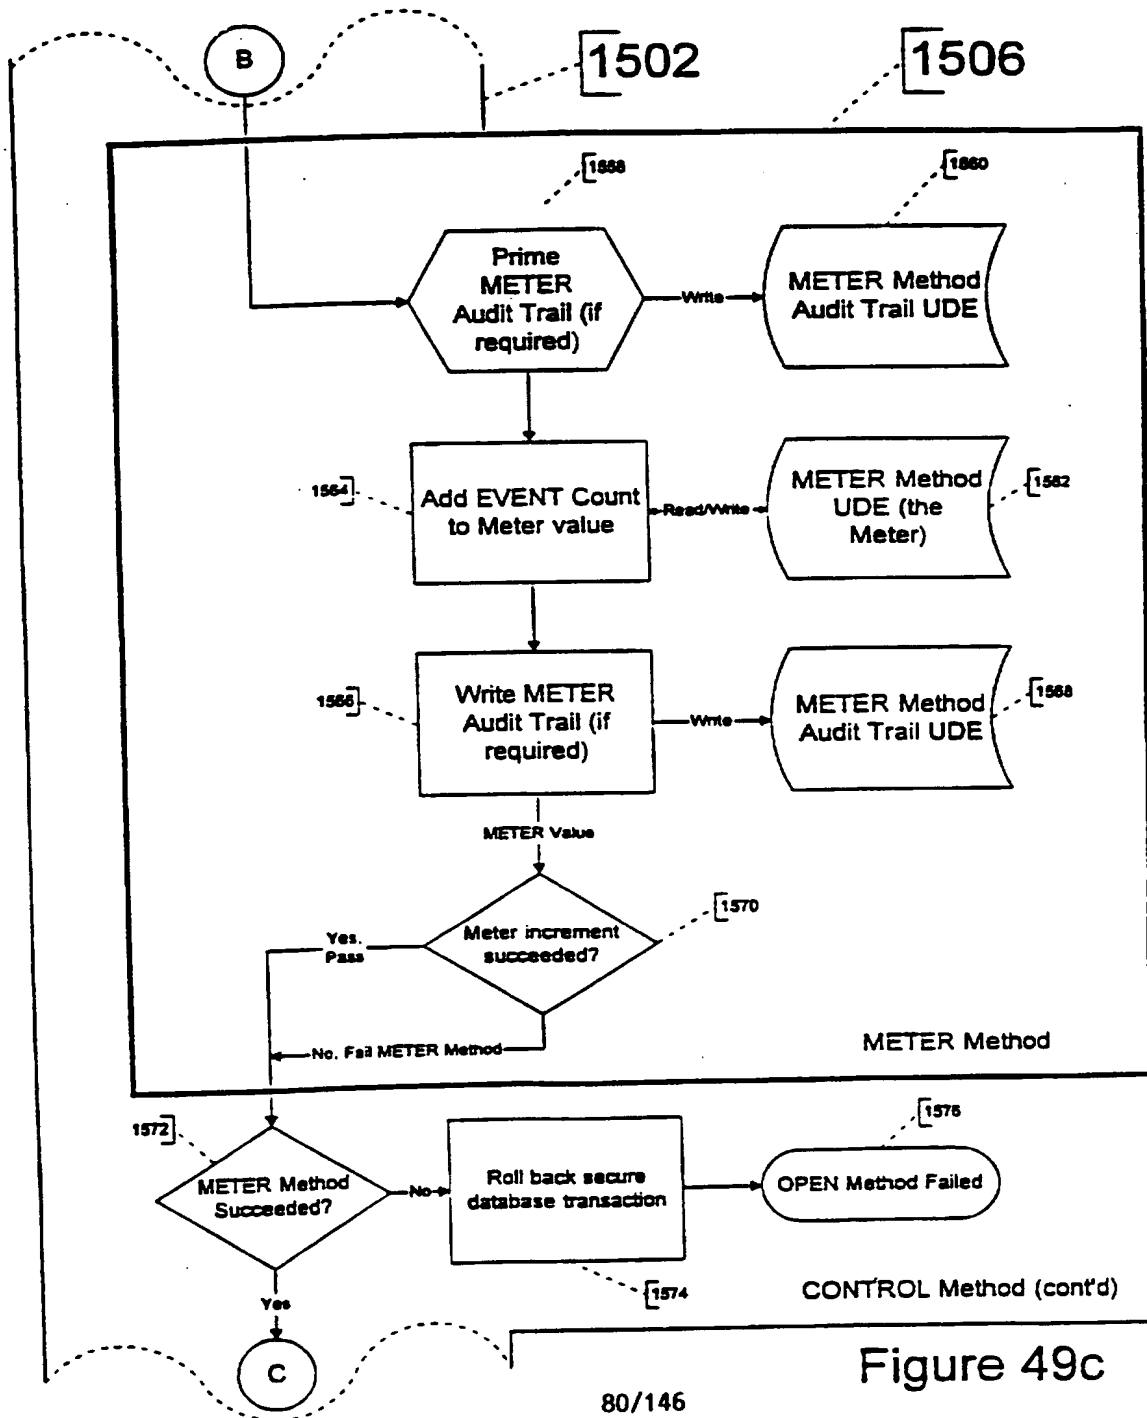 B
1502
1506
1558
1560
Prime
METER
Audit Trail (if
required)
Write
METER Method
Audit Trail UDE
1564
Add EVENT Count
to Meter value
Read/Write
METER Method
UDE (the
Meter)
1562
1566
Write METER
Audit Trail (if
required)
Write
METER Method
Audit Trail UDE
1568
METER Value
1570
Meter increment
succeeded?
Yes.
Pass
No, Fail METER Method
METER Method
1572
METER Method
Succeeded?
No
Roll back secure
database transaction
1576
OPEN Method Failed
1574
Yes
CONTROL Method (cont'd)
C
Figure 49c
80/146